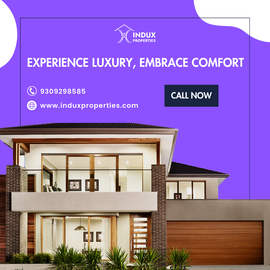 INDUX
PROPERTIES
EXPERIENCE LUXURY, EMBRACE COMFORT
9309298585
www.induxproperties.com
CALL NOW